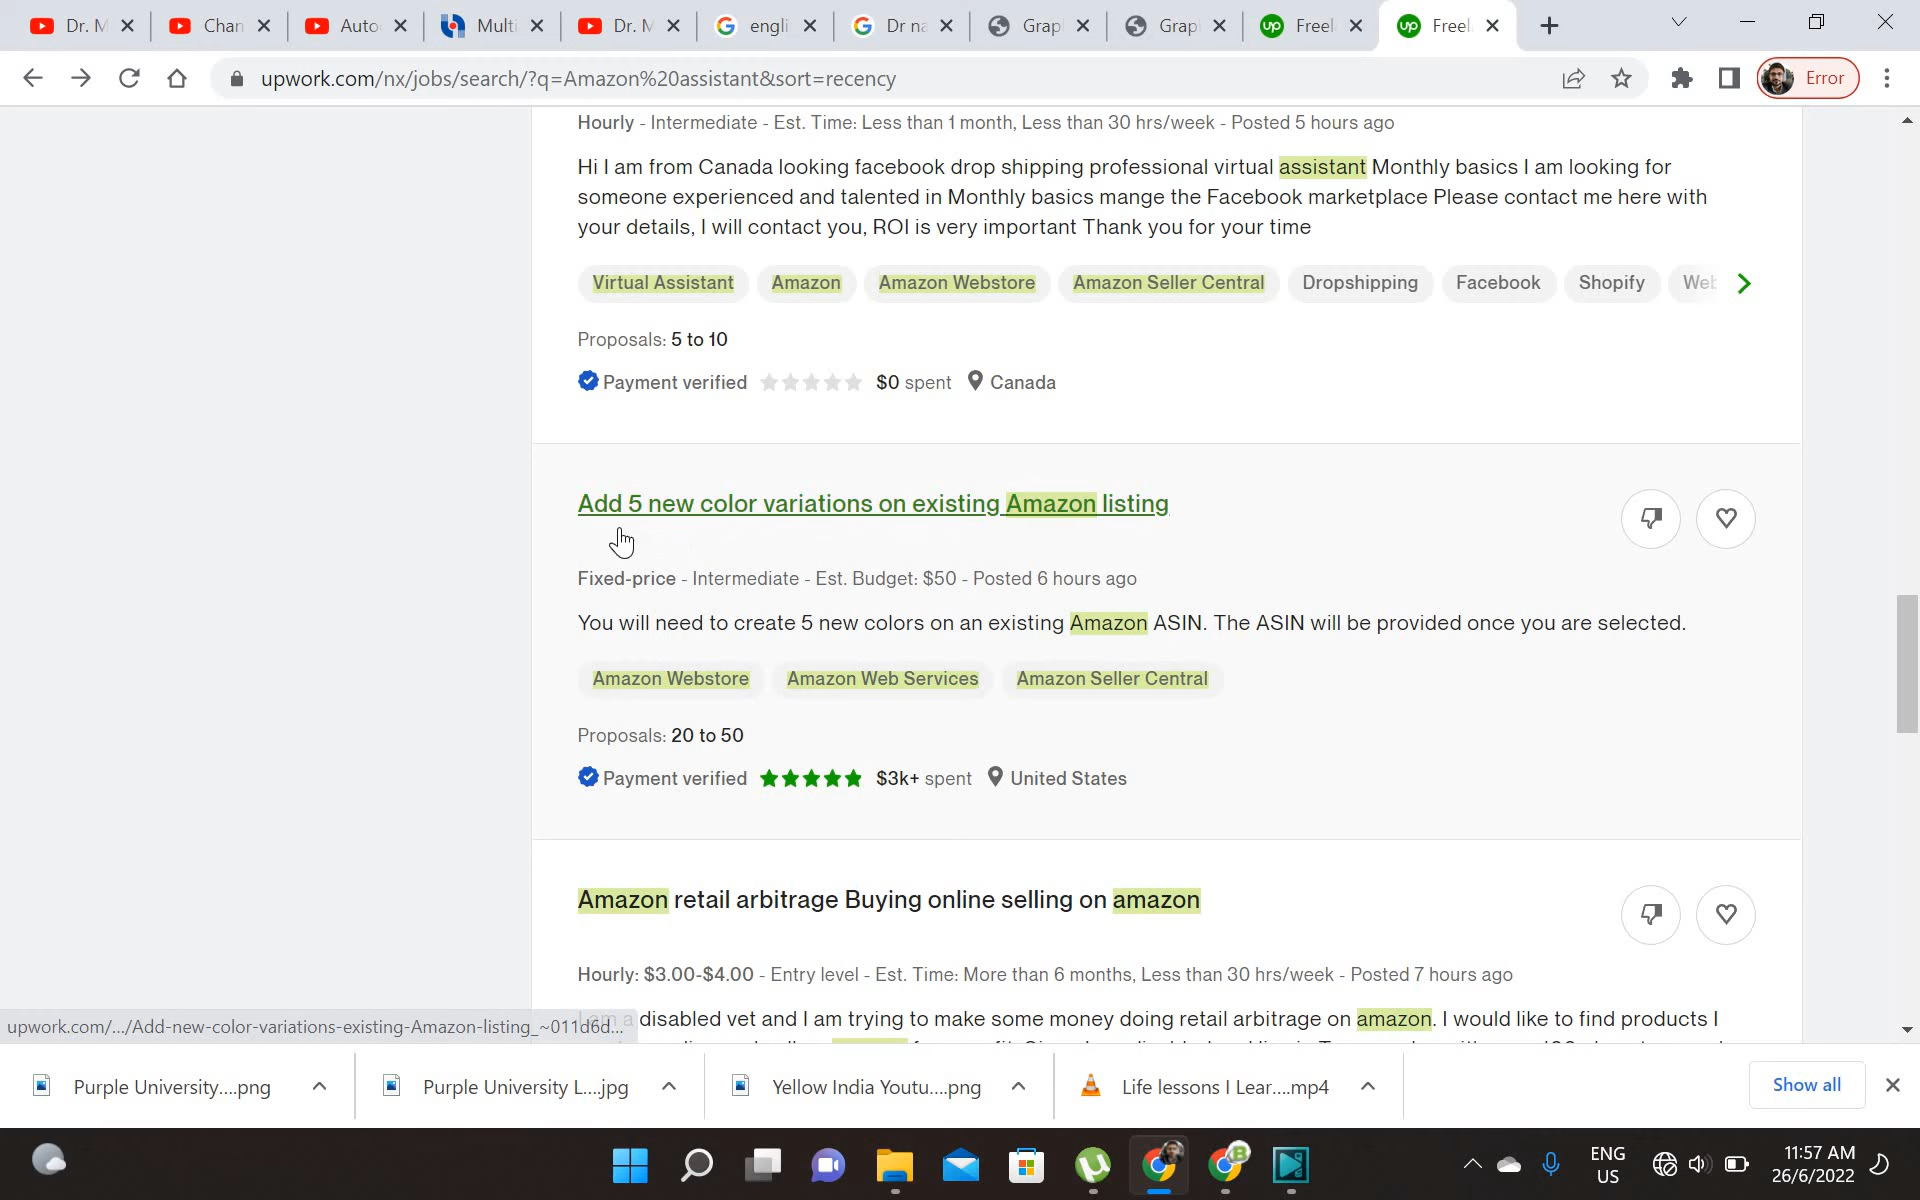 Dr. M
Chan
Auto
Multi
Dr. M
engli
Dr na
Grap
Grap
Freel
Freel
upwork.com/nx/jobs/search/?q=Amazon%20assistant&sort=recency
Error
Hourly - Intermediate - Est. Time: Less than 1 month, Less than 30 hrs/week - Posted 5 hours ago
Hi I am from Canada looking facebook drop shipping professional virtual assistant Monthly basics I am looking for
someone experienced and talented in Monthly basics mange the Facebook marketplace Please contact me here with
your details, I will contact you, ROI is very important Thank you for your time
Virtual Assistant Amazon Amazon Webstore Amazon Seller Central Dropshipping Facebook Shopify Web
Proposals: 5 to 10
Payment verified $0 spent Canada
Add 5 new color variations on existing Amazon listing
Fixed-price - Intermediate - Est. Budget: $50 - Posted 6 hours ago
You will need to create 5 new colors on an existing Amazon ASIN. The ASIN will be provided once you are selected.
Amazon Webstore Amazon Web Services Amazon Seller Central
Proposals: 20 to 50
Payment verified $3k+ spent United States
Amazon retail arbitrage Buying online selling on amazon
Hourly: $3.00-$4.00 - Entry level - Est. Time: More than 6 months, Less than 30 hrs/week - Posted 7 hours ago
I am a disabled vet and I am trying to make some money doing retail arbitrage on amazon. I would like to find products I
upwork.com/.../Add-new-color-variations-existing-Amazon-listing_~011d6d...
Purple University....png
Purple University L....jpg
Yellow India Youtu....png
Life lessons I Lear....mp4
Show all
ENG
US
11:57 AM
26/6/2022